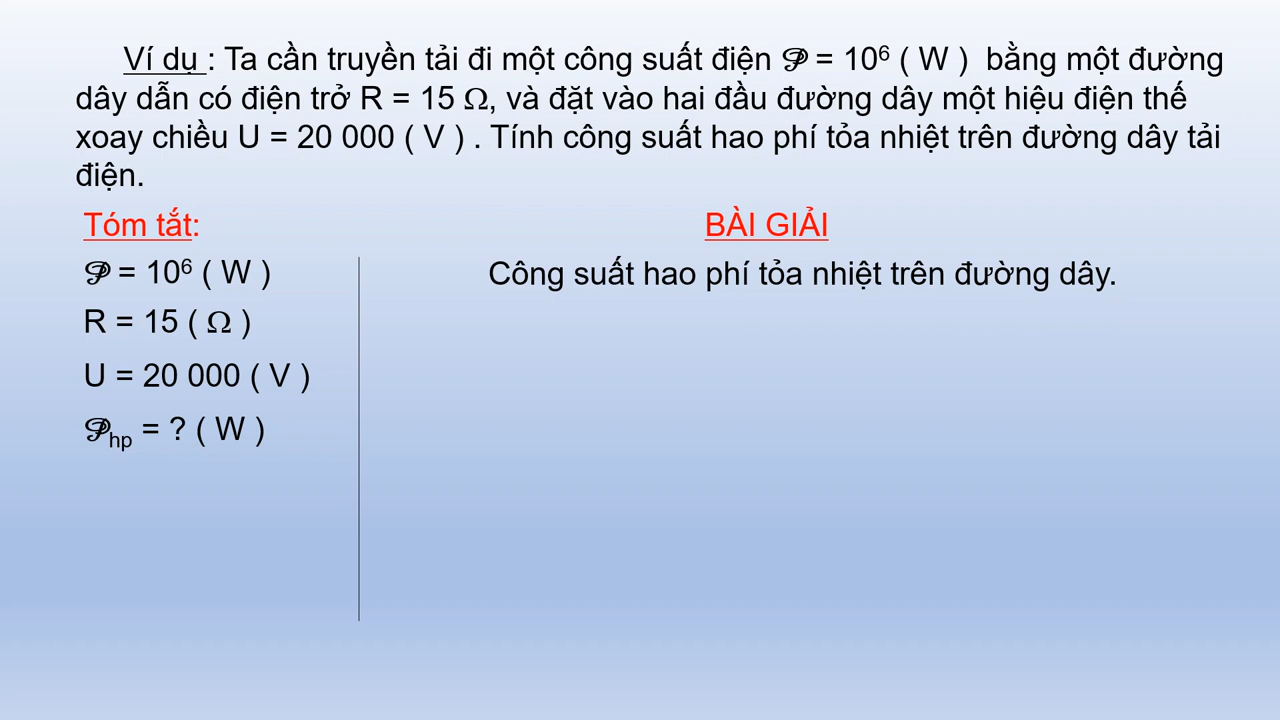 Ví dụ : Ta cần truyền tải đi một công suất điện 𝒫 = 10⁶ ( W ) bằng một đường
dây dẫn có điện trở R = 15 Ω, và đặt vào hai đầu đường dây một hiệu điện thế
xoay chiều U = 20 000 ( V ) . Tính công suất hao phí tỏa nhiệt trên đường dây tải
điện.
Tóm tắt:
BÀI GIẢI
𝒫 = 10⁶ ( W )
Công suất hao phí tỏa nhiệt trên đường dây.
R = 15 ( Ω )
U = 20 000 ( V )
𝒫hp = ? ( W )